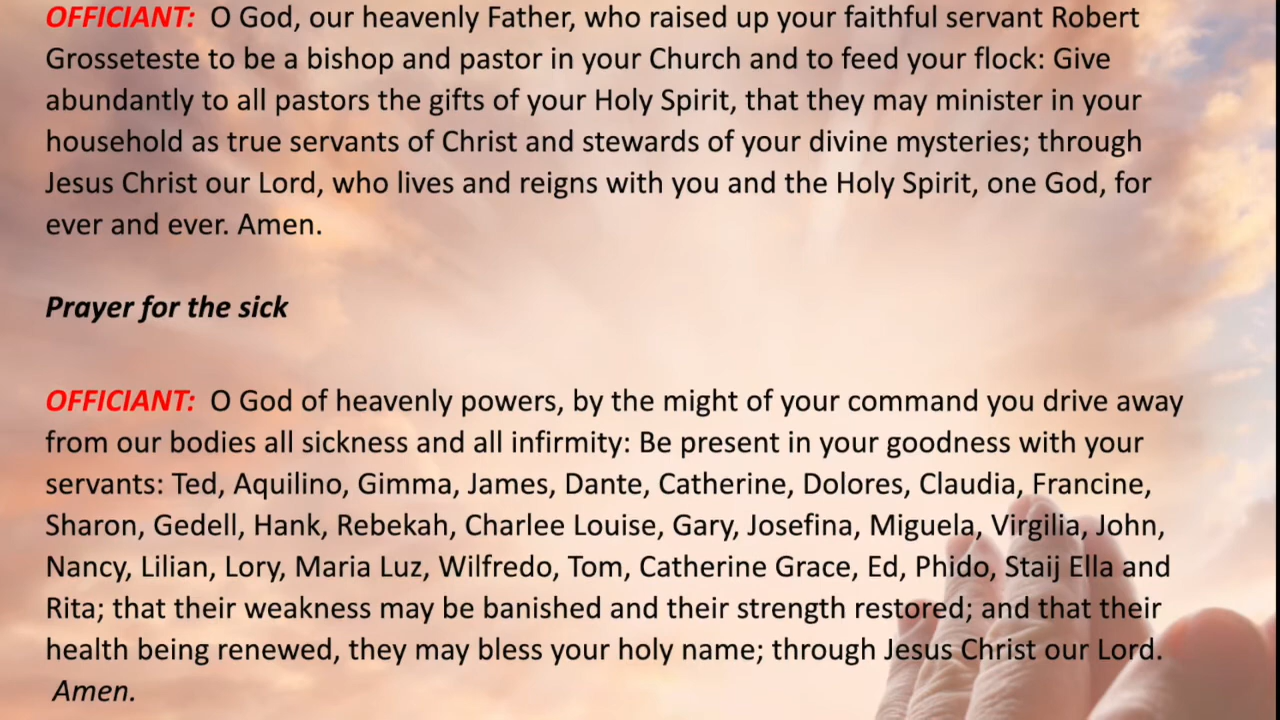 OFFICIANT: O God, our heavenly Father, who raised up your faithful servant Robert
Grosseteste to be a bishop and pastor in your Church and to feed your flock: Give
abundantly to all pastors the gifts of your Holy Spirit, that they may minister in your
household as true servants of Christ and stewards of your divine mysteries; through
Jesus Christ our Lord, who lives and reigns with you and the Holy Spirit, one God, for
ever and ever. Amen.
Prayer for the sick
OFFICIANT: O God of heavenly powers, by the might of your command you drive away
from our bodies all sickness and all infirmity: Be present in your goodness with your
servants: Ted, Aquilino, Gimma, James, Dante, Catherine, Dolores, Claudia, Francine,
Sharon, Gedell, Hank, Rebekah, Charlee Louise, Gary, Josefina, Miguela, Virgilia, John,
Nancy, Lilian, Lory, Maria Luz, Wilfredo, Tom, Catherine Grace, Ed, Phido, Staij Ella and
Rita; that their weakness may be banished and their strength restored; and that their
health being renewed, they may bless your holy name; through Jesus Christ our Lord.
Amen.